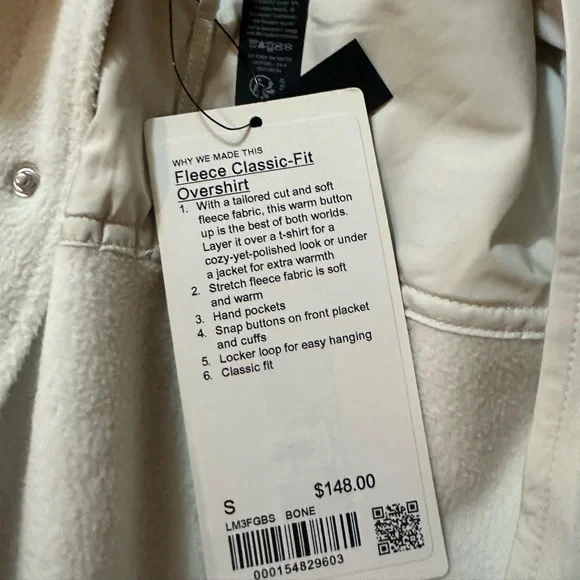 WHY WE MADE THIS
Fleece Classic-Fit
Overshirt
1. With a tailored cut and soft
fleece fabric, this warm button
up is the best of both worlds.
Layer it over a t-shirt for a
cozy-yet-polished look or under
a jacket for extra warmth
2. Stretch fleece fabric is soft
and warm
3. Hand pockets
4. Snap buttons on front placket
and cuffs
5. Locker loop for easy hanging
6. Classic fit
S $148.00
LM3FGBS BONE
000154829603